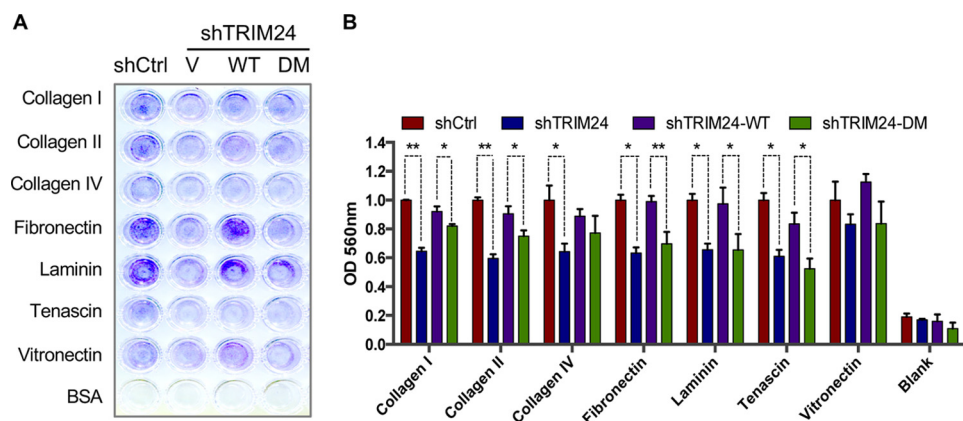 A
shTRIM24
shCtrl V WT DM
Collagen I
Collagen II
Collagen IV
Fibronectin
Laminin
Tenascin
Vitronectin
BSA
B
shCtrl shTRIM24 shTRIM24-WT shTRIM24-DM
** * ** * * * ** * * * *
OD 560nm
1.4
1.2
1.0
0.8
0.6
0.4
0.2
0.0
Collagen I
Collagen II
Collagen IV
Fibronectin
Laminin
Tenascin
Vitronectin
Blank